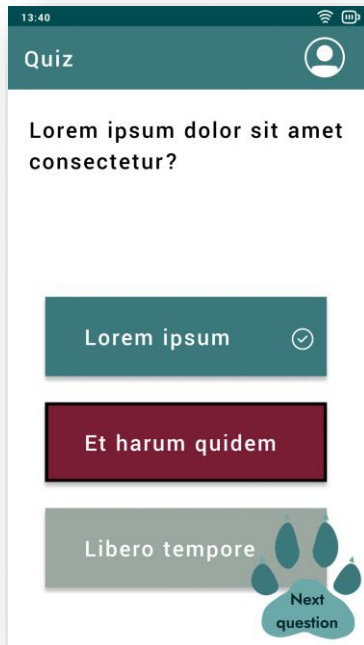 13:40
Quiz
Lorem ipsum dolor sit amet
consectetur?
Lorem ipsum
Et harum quidem
Libero tempore
Next
question